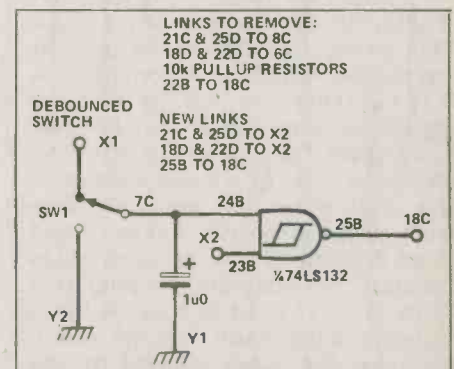 LINKS TO REMOVE:
21C & 25D TO 8C
18D & 22D TO 6C
10k PULLUP RESISTORS
22B TO 18C
NEW LINKS
21C & 25D TO X2
18D & 22D TO X2
25B TO 18C
DEBOUNCED
SWITCH
X1
SW1
7C
24B
25B
18C
X2
23B
¼74LS132
+
1u0
Y2
Y1